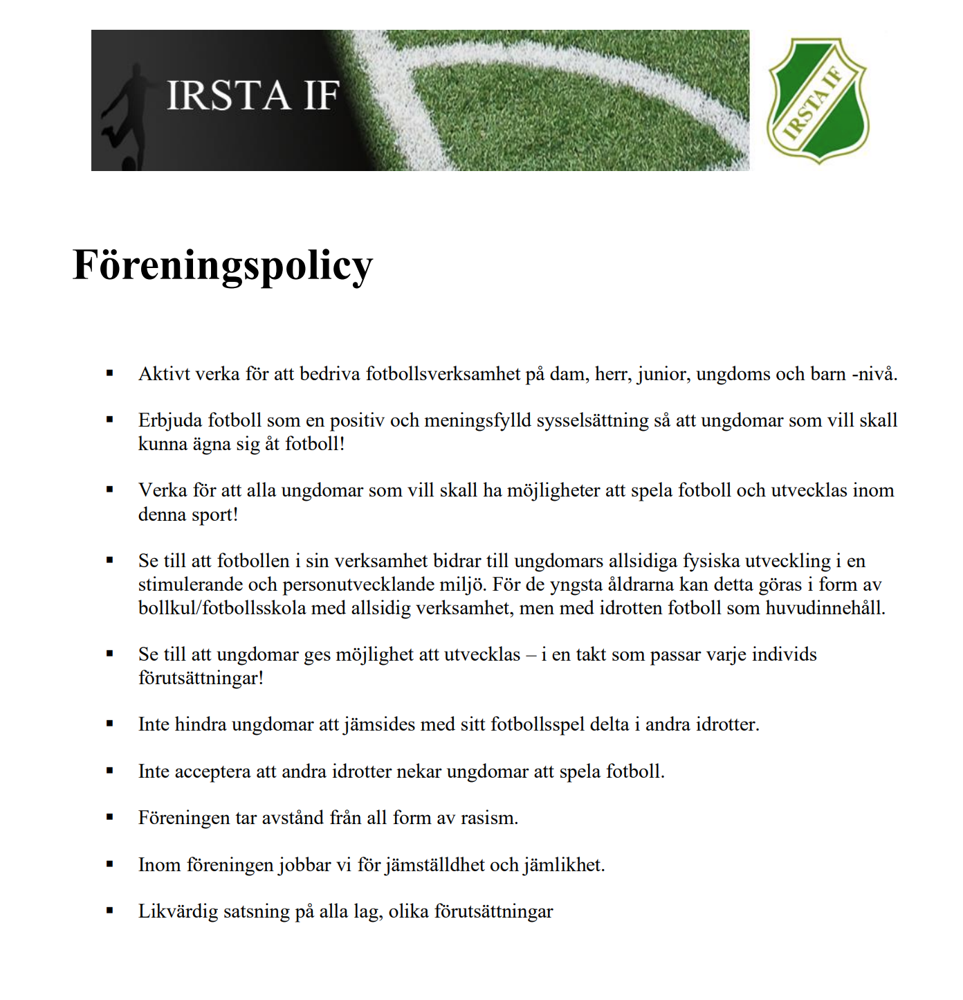 IRSTA IF
IRSTA IF
Föreningspolicy
▪ Aktivt verka för att bedriva fotbollsverksamhet på dam, herr, junior, ungdoms och barn -nivå.
▪ Erbjuda fotboll som en positiv och meningsfylld sysselsättning så att ungdomar som vill skall
kunna ägna sig åt fotboll!
▪ Verka för att alla ungdomar som vill skall ha möjligheter att spela fotboll och utvecklas inom
denna sport!
▪ Se till att fotbollen i sin verksamhet bidrar till ungdomars allsidiga fysiska utveckling i en
stimulerande och personutvecklande miljö. För de yngsta åldrarna kan detta göras i form av
bollkul/fotbollsskola med allsidig verksamhet, men med idrotten fotboll som huvudinnehåll.
▪ Se till att ungdomar ges möjlighet att utvecklas – i en takt som passar varje individs
förutsättningar!
▪ Inte hindra ungdomar att jämsides med sitt fotbollsspel delta i andra idrotter.
▪ Inte acceptera att andra idrotter nekar ungdomar att spela fotboll.
▪ Föreningen tar avstånd från all form av rasism.
▪ Inom föreningen jobbar vi för jämställdhet och jämlikhet.
▪ Likvärdig satsning på alla lag, olika förutsättningar